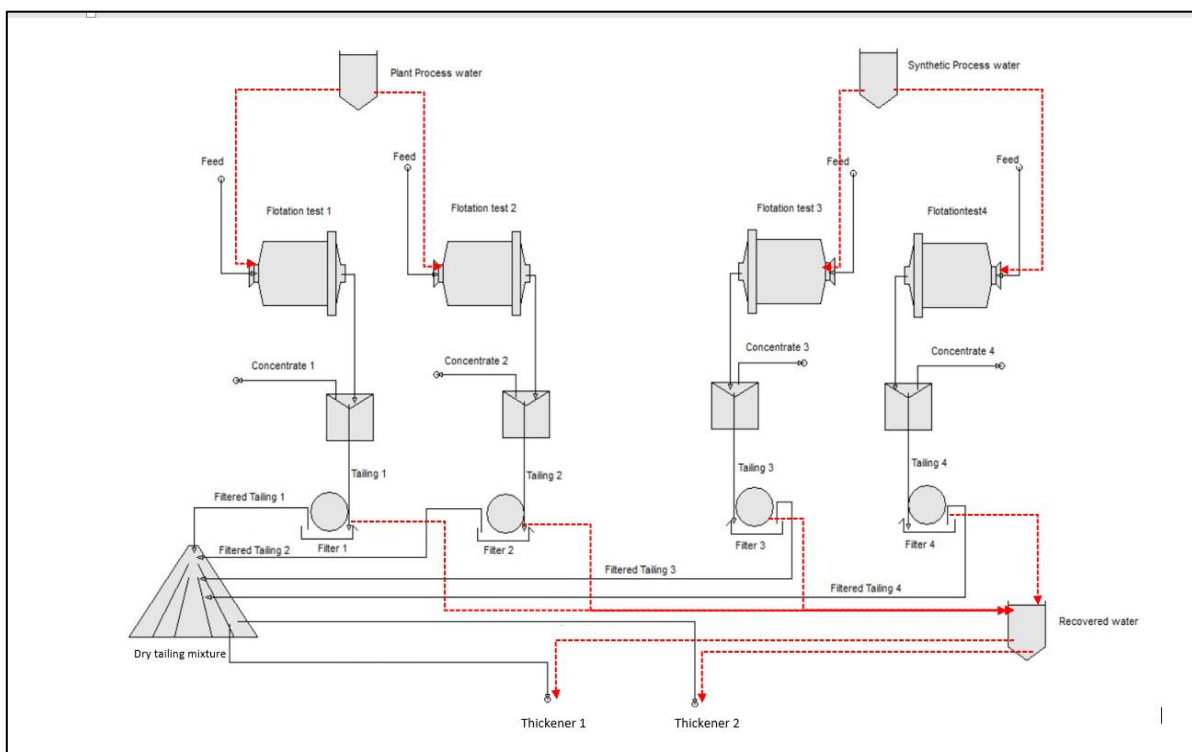 Plant Process water
Synthetic Process water
Feed
Feed
Feed
Feed
Flotation test 1
Flotation test 2
Flotation test 3
Flotationtest4
Concentrate 1
Concentrate 2
Concentrate 3
Concentrate 4
Tailing 1
Tailing 2
Tailing 3
Tailing 4
Filtered Tailing 1
Filter 1
Filter 2
Filter 3
Filter 4
Filtered Tailing 2
Filtered Tailing 3
Filtered Tailing 4
Recovered water
Dry tailing mixture
Thickener 1
Thickener 2